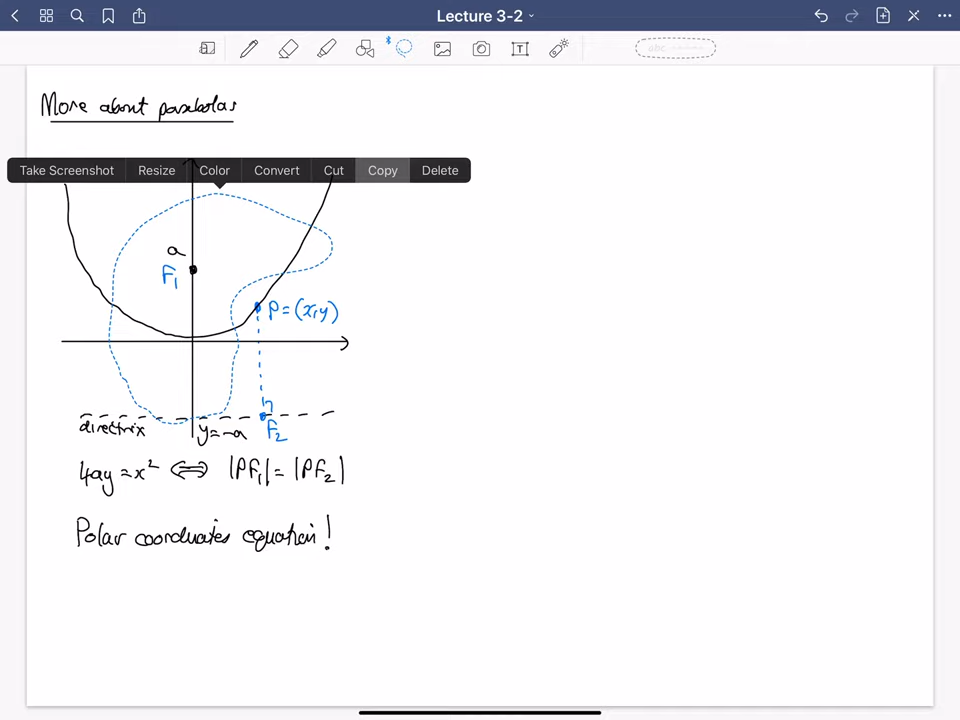 Lecture 3-2
abc
More about parabolas
Take Screenshot Resize Color Convert Cut Copy Delete
a
F₁
P=(x,y)
directrix y=-a F₂
4ay=x² ⟺ |PF₁|=|PF₂|
Polar coordinates equation!